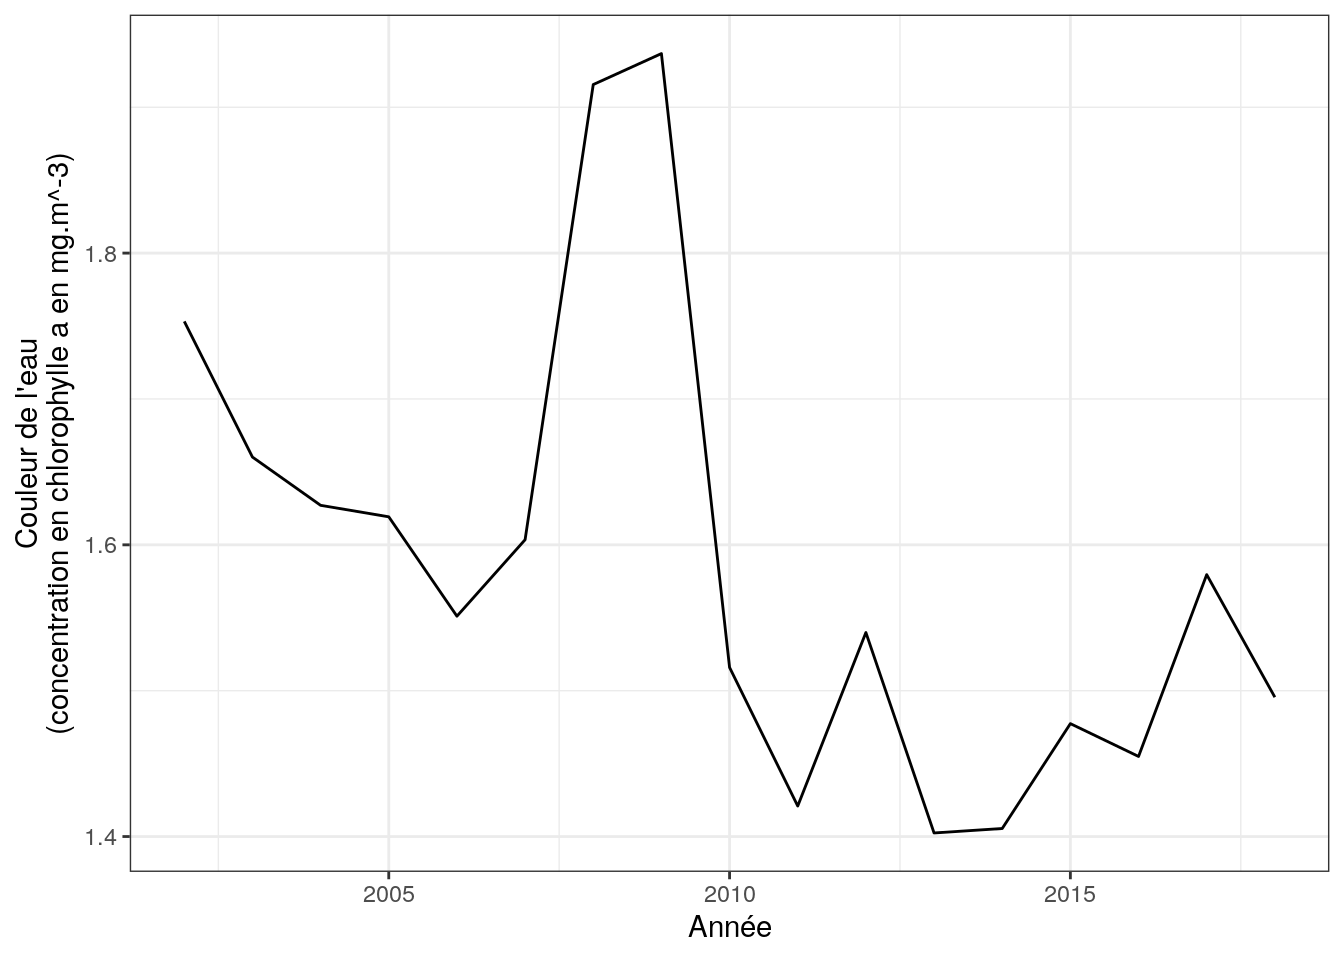 Couleur de l'eau
(concentration en chlorophylle a en mg.m^-3)
1.8
1.6
1.4
2005
2010
2015
Année